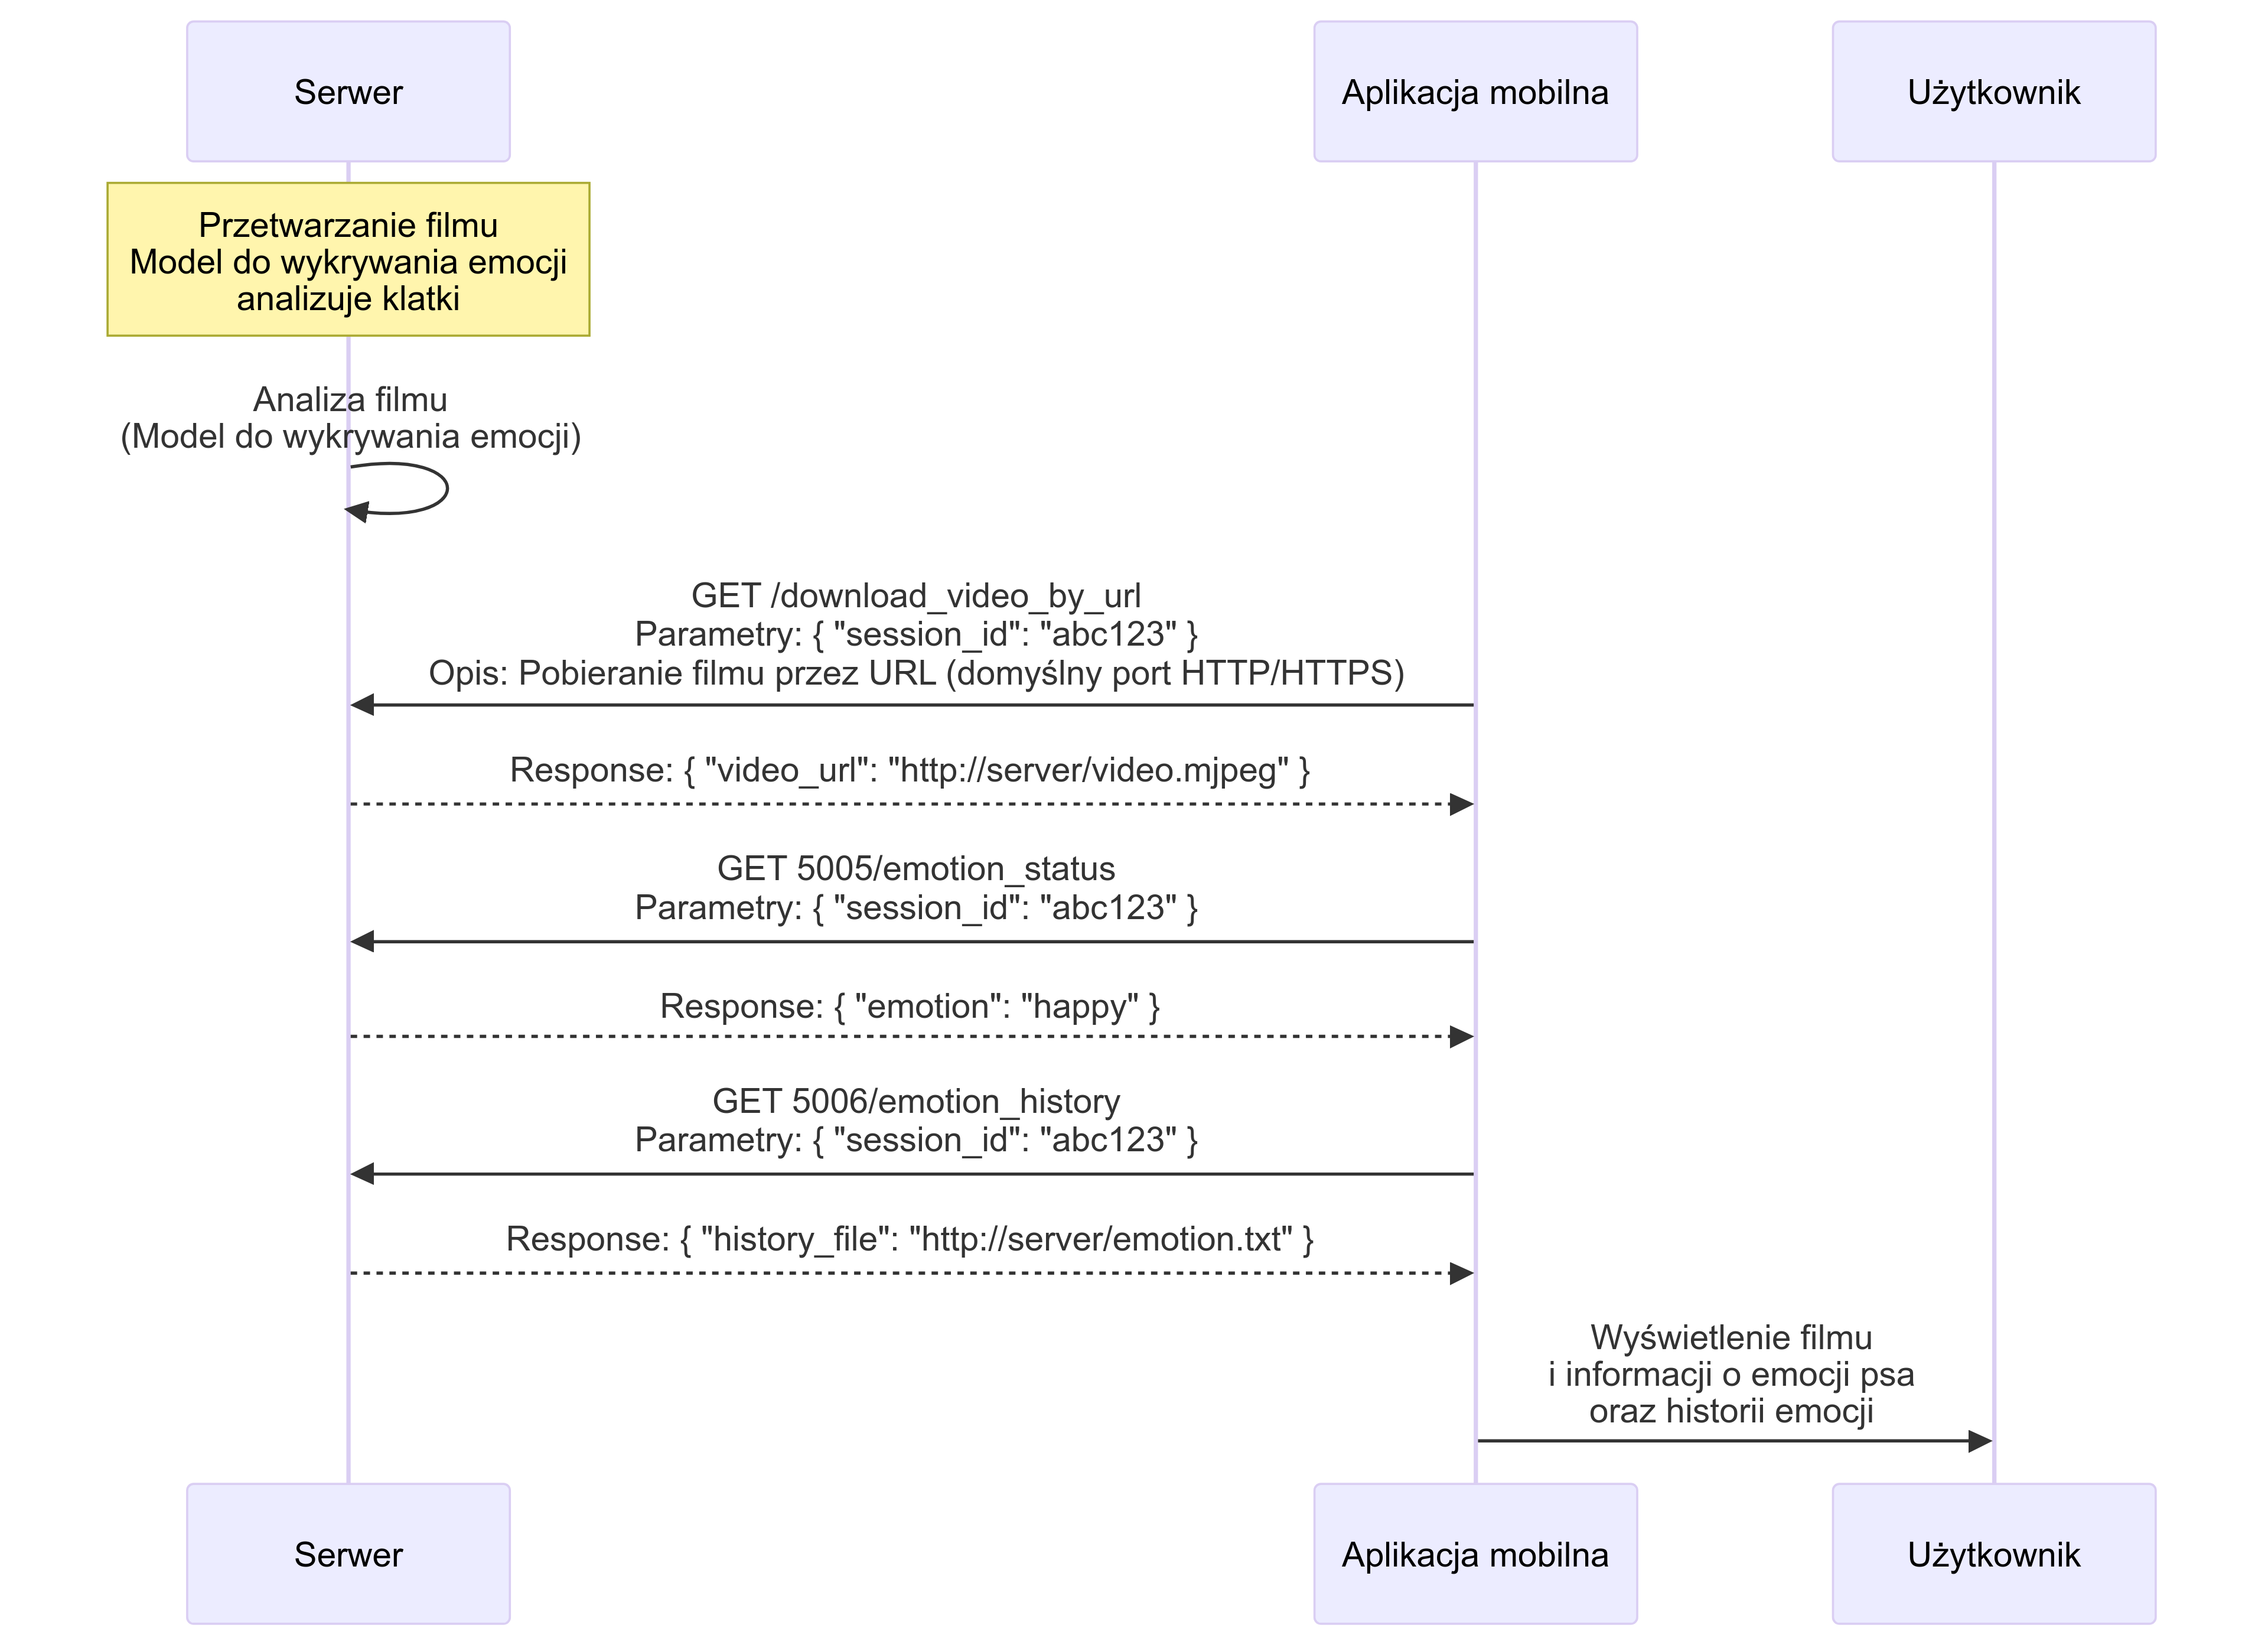 Serwer
Aplikacja mobilna
Użytkownik
Przetwarzanie filmu
Model do wykrywania emocji
analizuje klatki
Analiza filmu
(Model do wykrywania emocji)
GET /download_video_by_url
Parametry: { "session_id": "abc123" }
Opis: Pobieranie filmu przez URL (domyślny port HTTP/HTTPS)
Response: { "video_url": "http://server/video.mjpeg" }
GET 5005/emotion_status
Parametry: { "session_id": "abc123" }
Response: { "emotion": "happy" }
GET 5006/emotion_history
Parametry: { "session_id": "abc123" }
Response: { "history_file": "http://server/emotion.txt" }
Wyświetlenie filmu
i informacji o emocji psa
oraz historii emocji
Serwer
Aplikacja mobilna
Użytkownik